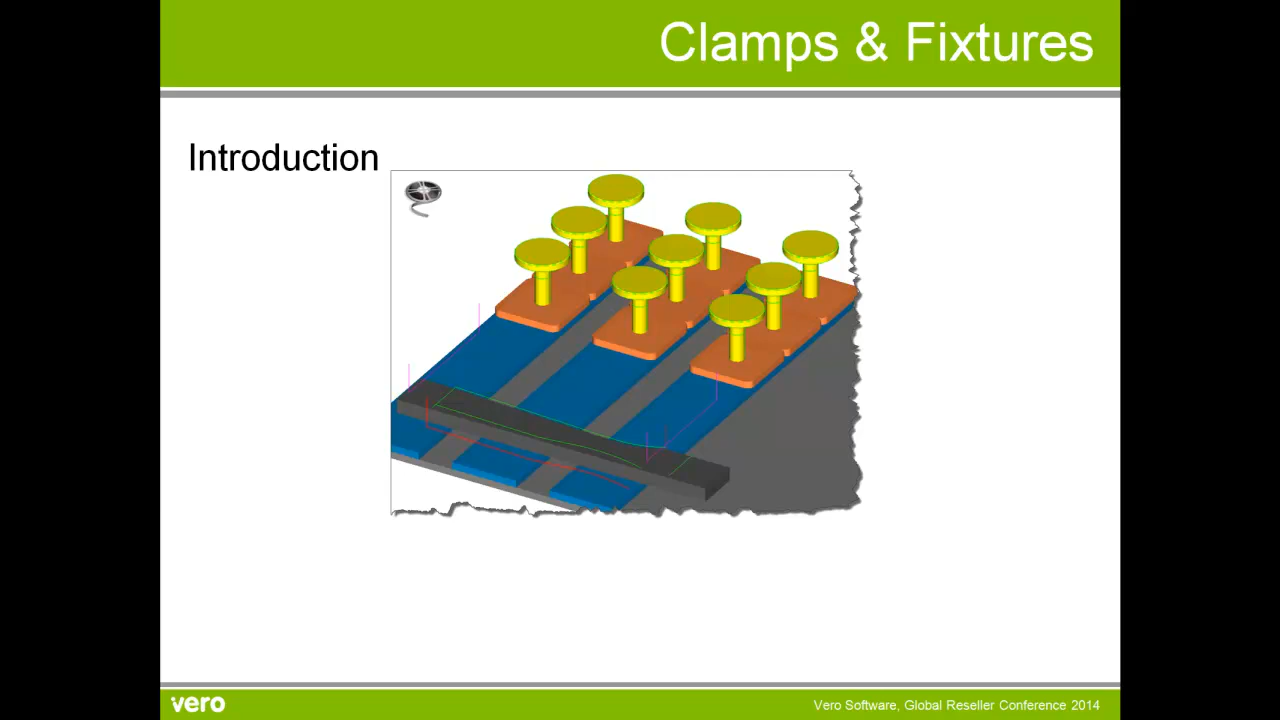 Clamps & Fixtures
Introduction
vero
Vero Software, Global Reseller Conference 2014